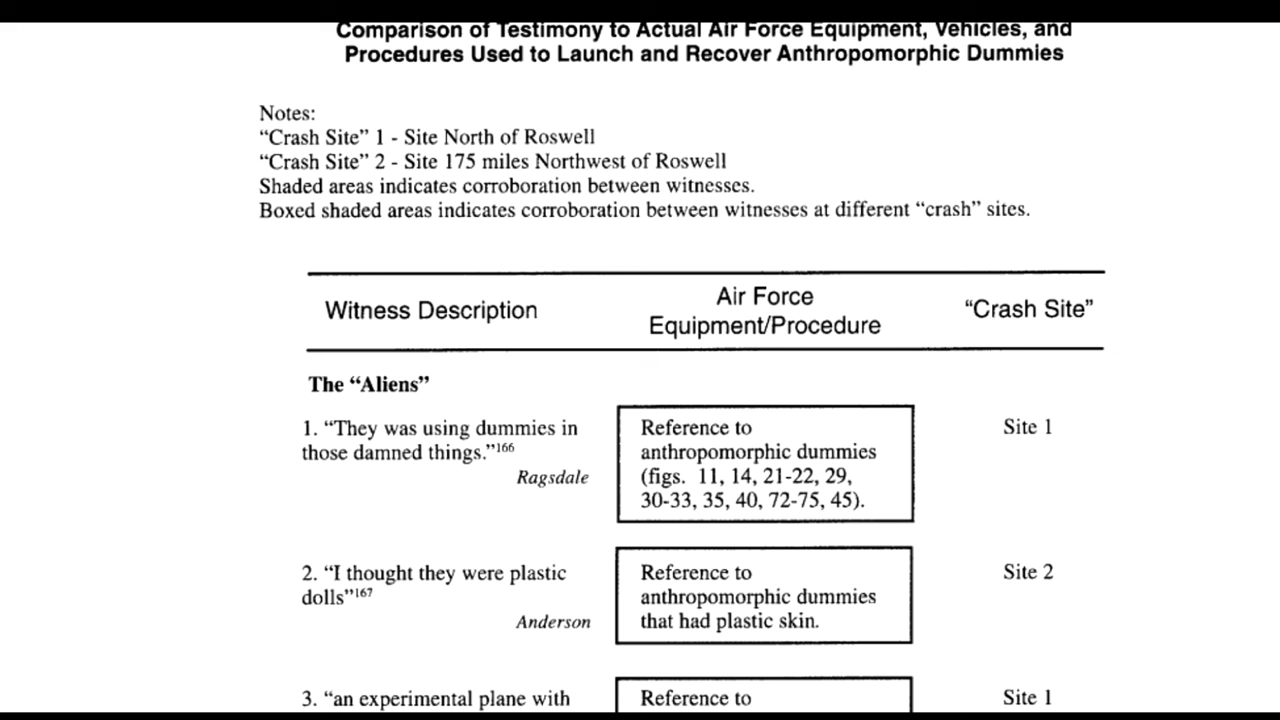 Comparison of Testimony to Actual Air Force Equipment, Vehicles, and
Procedures Used to Launch and Recover Anthropomorphic Dummies
Notes:
“Crash Site” 1 - Site North of Roswell
“Crash Site” 2 - Site 175 miles Northwest of Roswell
Shaded areas indicates corroboration between witnesses.
Boxed shaded areas indicates corroboration between witnesses at different “crash” sites.
Witness Description
Air Force
Equipment/Procedure
“Crash Site”
The “Aliens”
1. “They was using dummies in
those damned things.”166
Ragsdale
Reference to
anthropomorphic dummies
(figs. 11, 14, 21-22, 29,
30-33, 35, 40, 72-75, 45).
Site 1
2. “I thought they were plastic
dolls”167
Anderson
Reference to
anthropomorphic dummies
that had plastic skin.
Site 2
3. “an experimental plane with
Reference to
Site 1